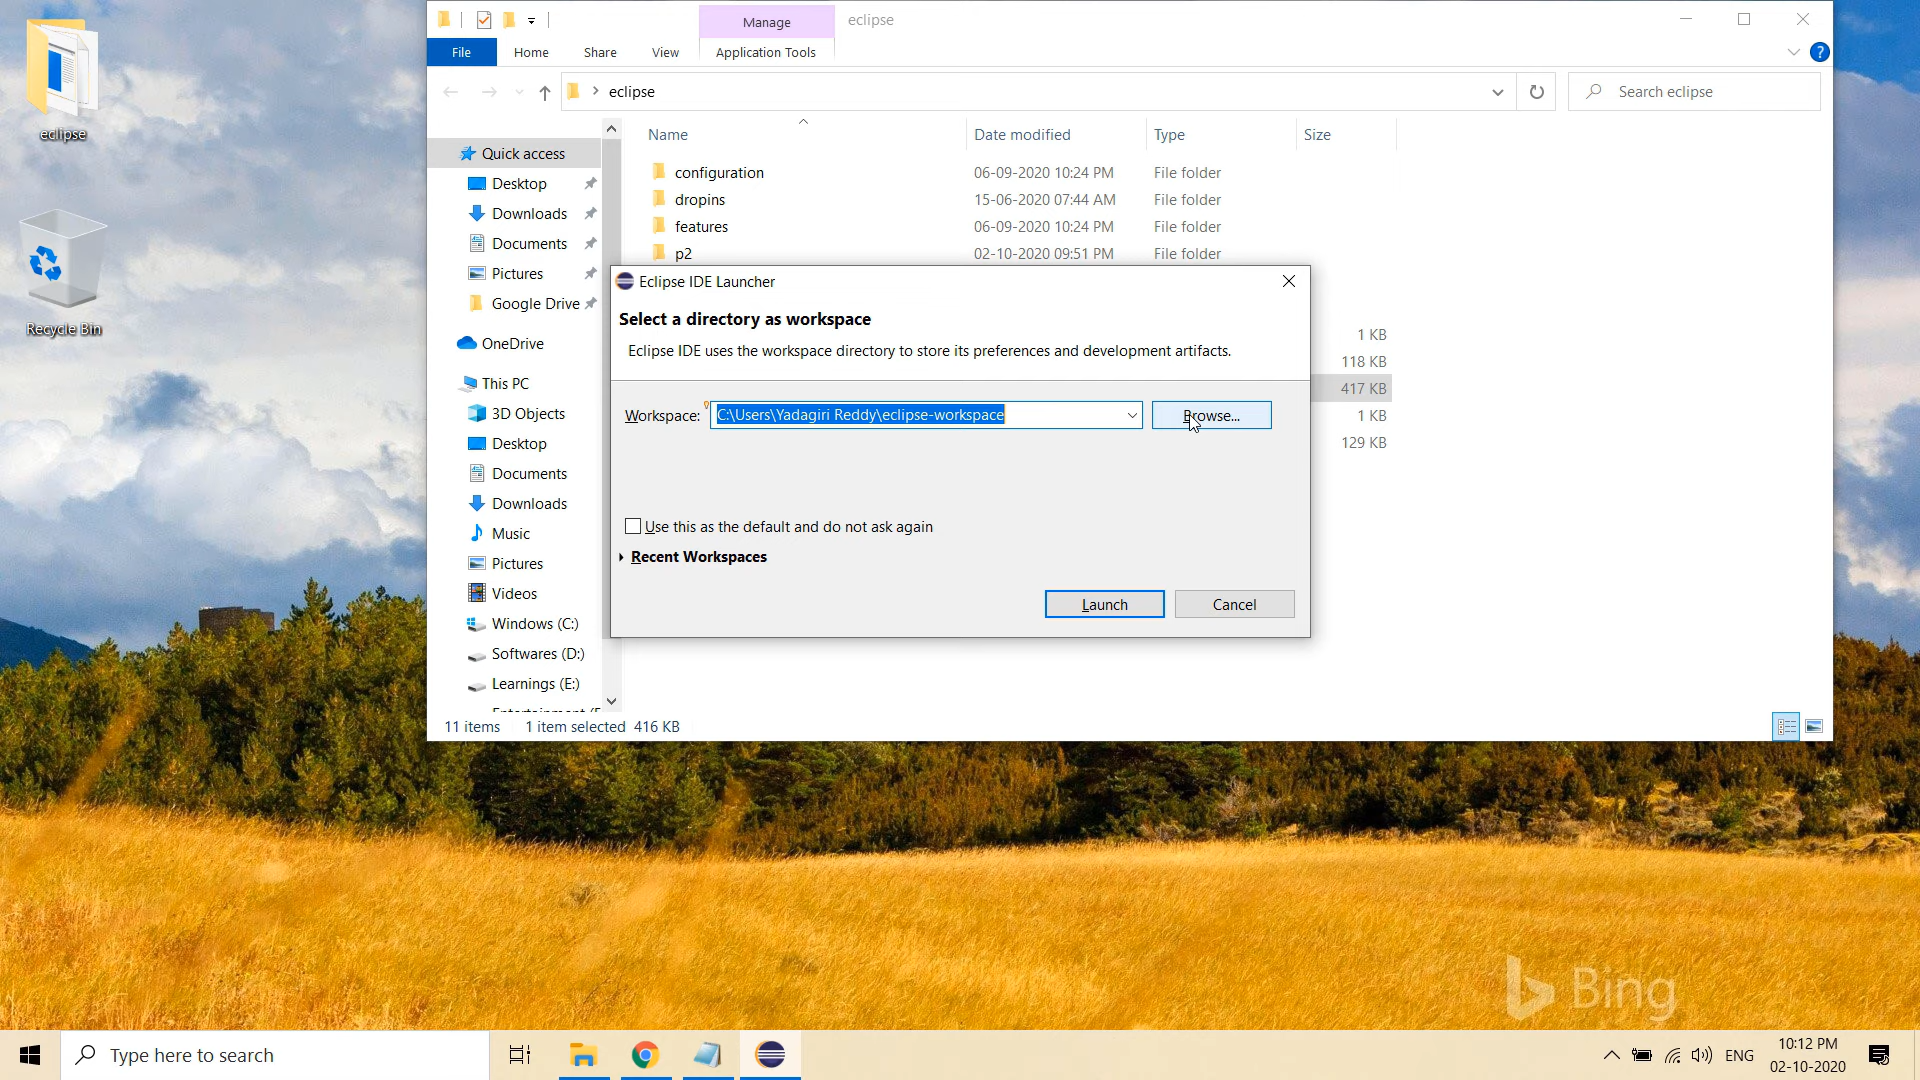 eclipse
Recycle Bin
Manage
eclipse
File
Home
Share
View
Application Tools
eclipse
Search eclipse
Name
Date modified
Type
Size
Quick access
Desktop
Downloads
Documents
Pictures
Google Drive
OneDrive
This PC
3D Objects
Desktop
Documents
Downloads
Music
Pictures
Videos
Windows (C:)
Softwares (D:)
Learnings (E:)
configuration 06-09-2020 10:24 PM File folder
dropins 15-06-2020 07:44 AM File folder
features 06-09-2020 10:24 PM File folder
p2 02-10-2020 09:51 PM File folder
1 KB
118 KB
417 KB
1 KB
129 KB
Eclipse IDE Launcher
Select a directory as workspace
Eclipse IDE uses the workspace directory to store its preferences and development artifacts.
Workspace: C:\Users\Yadagiri Reddy\eclipse-workspace Browse...
Use this as the default and do not ask again
Recent Workspaces
Launch Cancel
11 items 1 item selected 416 KB
Bing
Type here to search
ENG
10:12 PM
02-10-2020